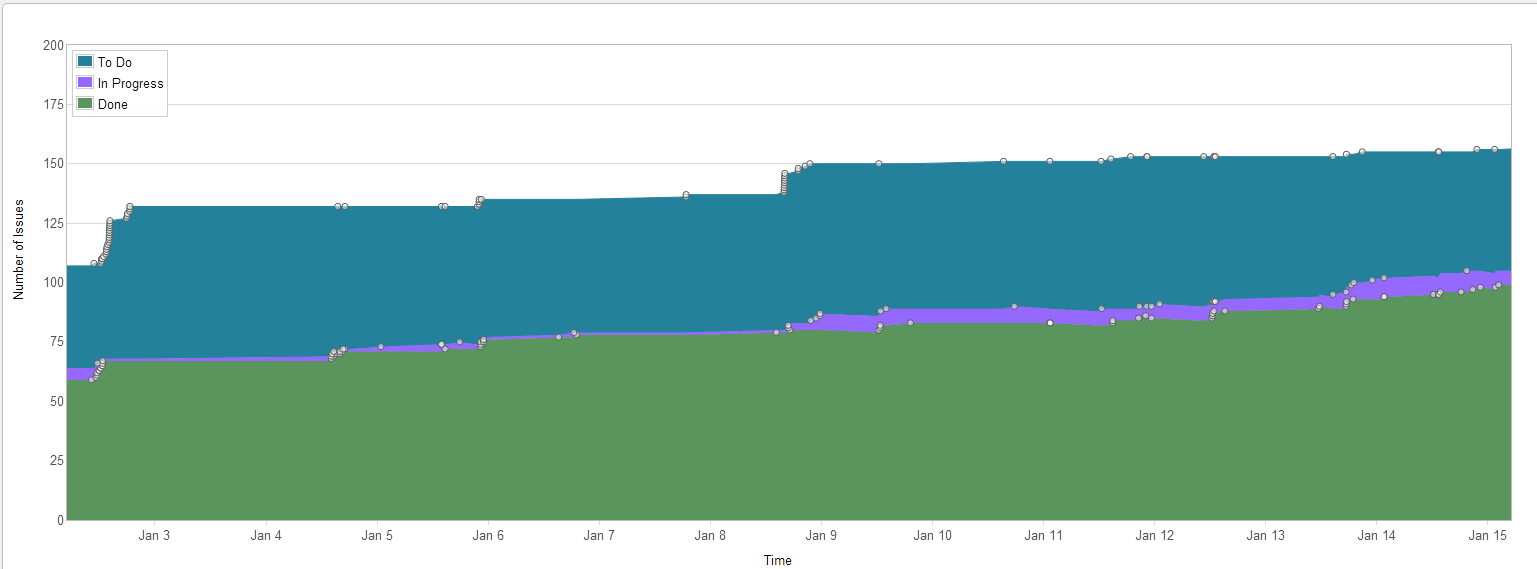 200
To Do
In Progress
Done
175
150
125
100
75
50
25
0
Number of Issues
Jan 3 Jan 4 Jan 5 Jan 6 Jan 7 Jan 8 Jan 9 Jan 10 Jan 11 Jan 12 Jan 13 Jan 14 Jan 15
Time